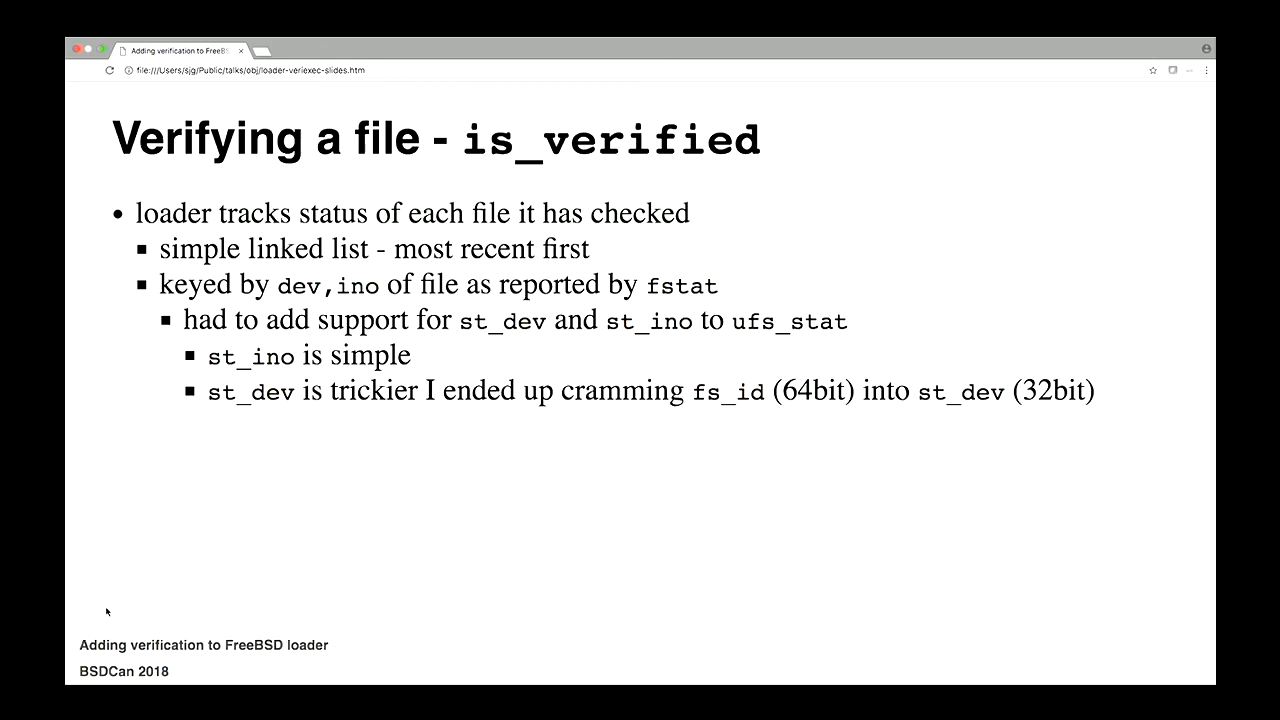 Adding verification to FreeBS
file:///Users/sjg/Public/talks/obj/loader-veriexec-slides.htm
Verifying a file - is_verified
• loader tracks status of each file it has checked
▪ simple linked list - most recent first
▪ keyed by dev,ino of file as reported by fstat
▪ had to add support for st_dev and st_ino to ufs_stat
▪ st_ino is simple
▪ st_dev is trickier I ended up cramming fs_id (64bit) into st_dev (32bit)
Adding verification to FreeBSD loader
BSDCan 2018